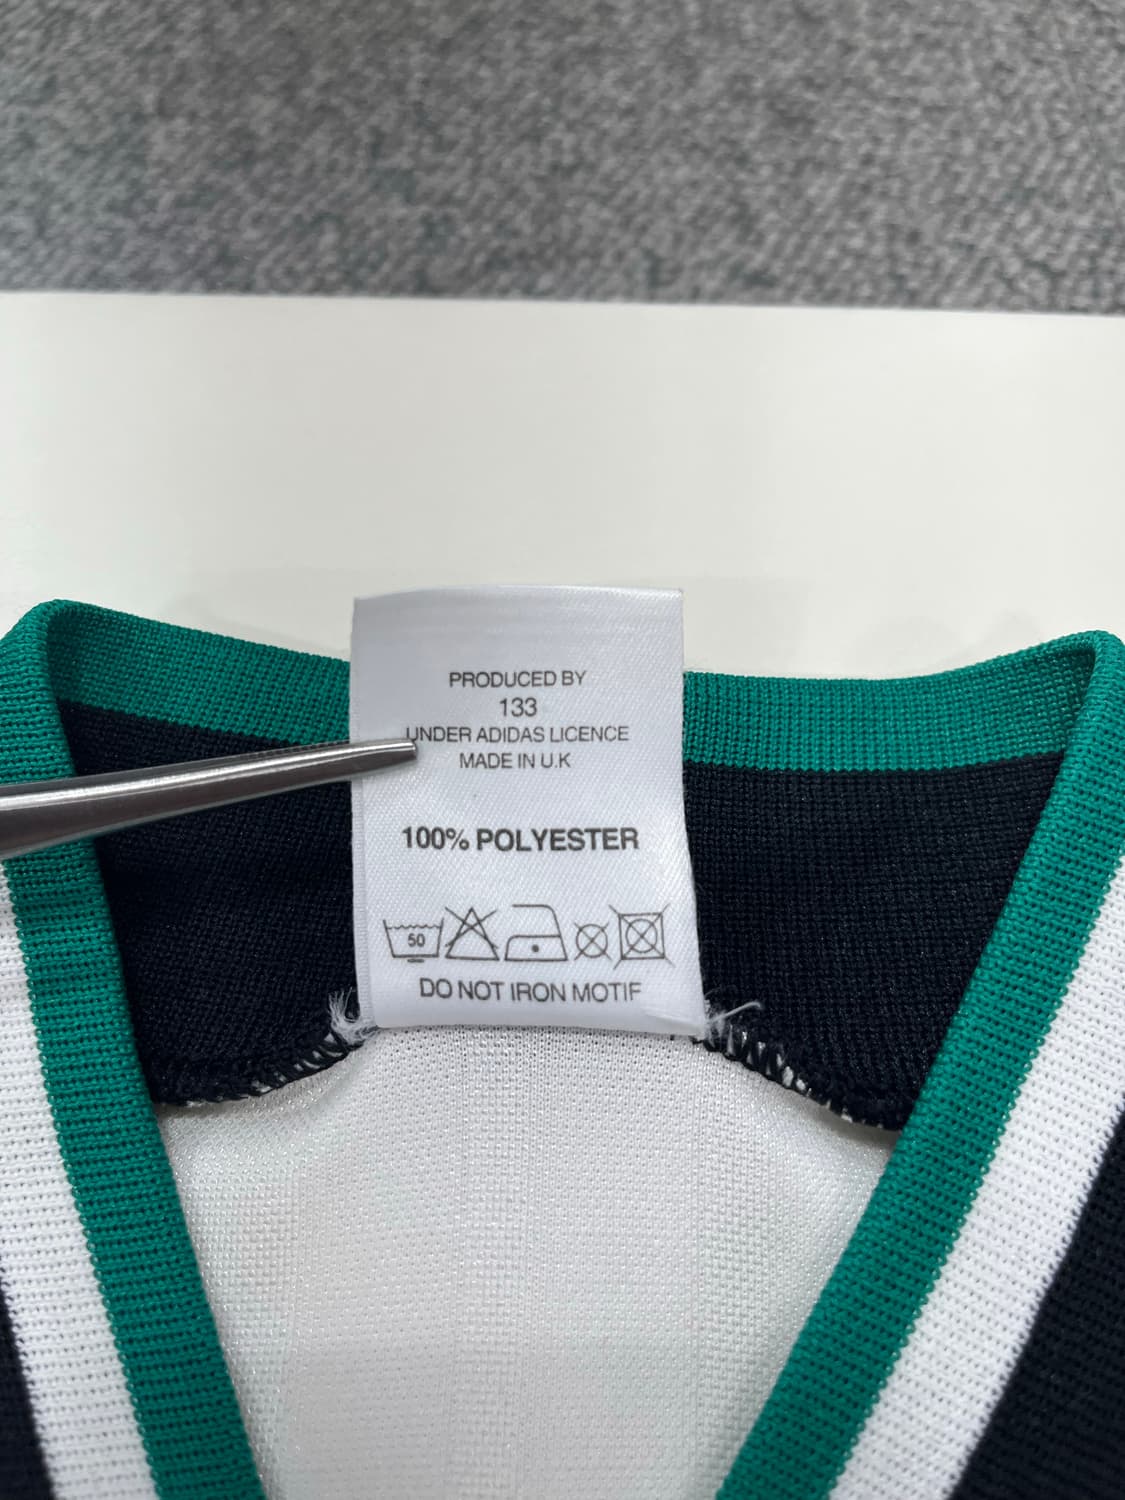 PRODUCED BY
133
UNDER ADIDAS LICENCE
MADE IN U.K
100% POLYESTER
50
DO NOT IRON MOTIF